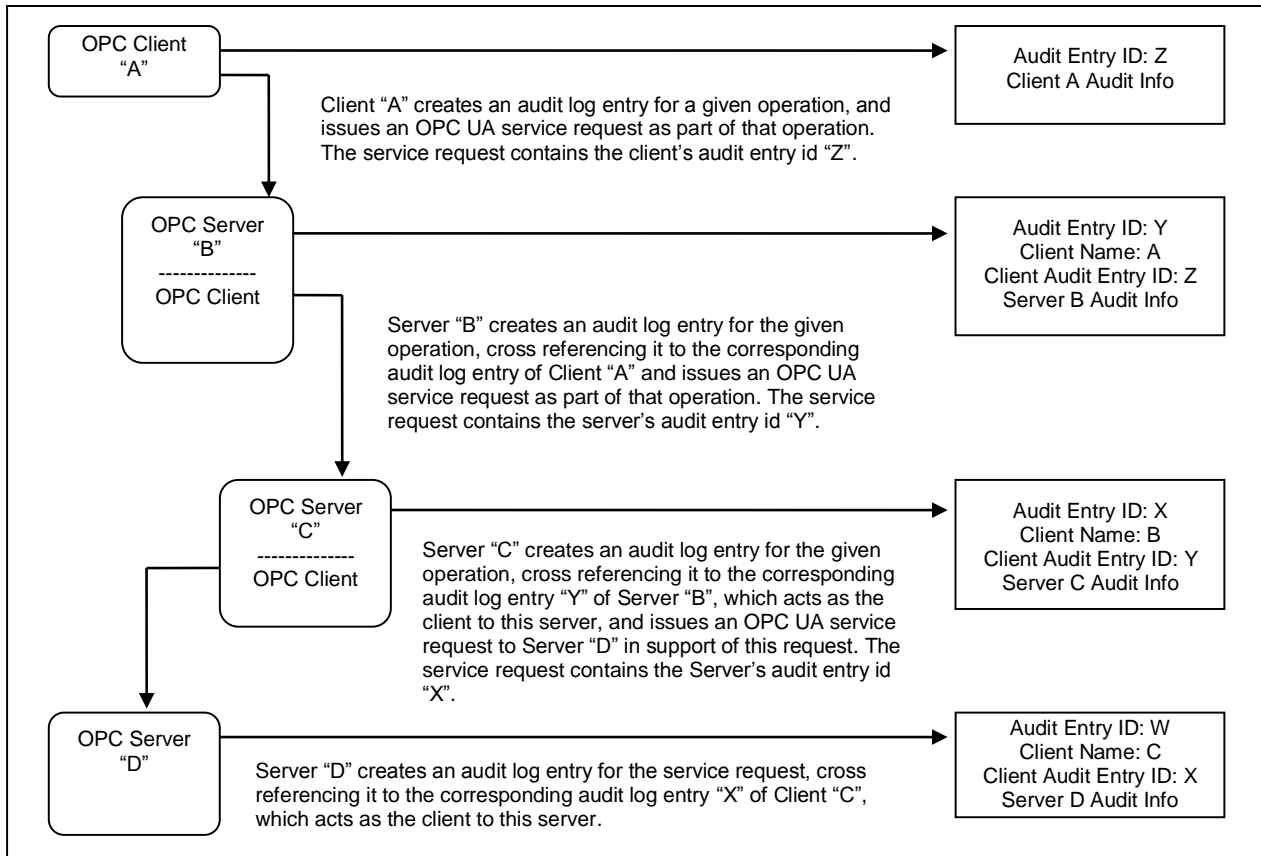 OPC Client
“A”
Audit Entry ID: Z
Client A Audit Info
Client “A” creates an audit log entry for a given operation, and
issues an OPC UA service request as part of that operation.
The service request contains the client’s audit entry id “Z”.
OPC Server
“B”
--------------
OPC Client
Audit Entry ID: Y
Client Name: A
Client Audit Entry ID: Z
Server B Audit Info
Server “B” creates an audit log entry for the given
operation, cross referencing it to the corresponding
audit log entry of Client “A” and issues an OPC UA
service request as part of that operation. The service
request contains the server’s audit entry id “Y”.
OPC Server
“C”
--------------
OPC Client
Audit Entry ID: X
Client Name: B
Client Audit Entry ID: Y
Server C Audit Info
Server “C” creates an audit log entry for the given
operation, cross referencing it to the corresponding
audit log entry “Y” of Server “B”, which acts as the
client to this server, and issues an OPC UA service
request to Server “D” in support of this request. The
service request contains the Server’s audit entry id
“X”.
OPC Server
“D”
Audit Entry ID: W
Client Name: C
Client Audit Entry ID: X
Server D Audit Info
Server “D” creates an audit log entry for the service request, cross
referencing it to the corresponding audit log entry “X” of Client “C”,
which acts as the client to this server.